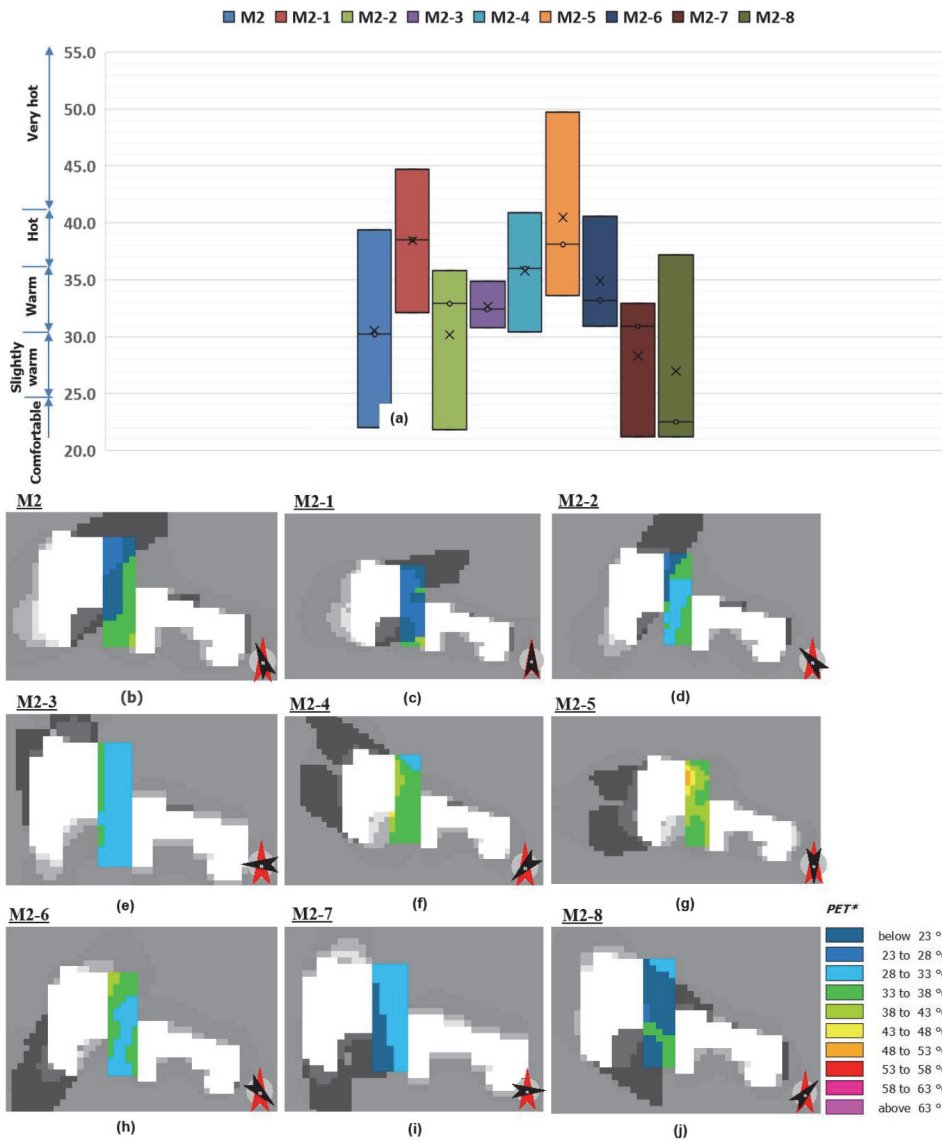 M2 M2-1 M2-2 M2-3 M2-4 M2-5 M2-6 M2-7 M2-8
55.0
50.0
45.0
40.0
35.0
30.0
25.0
20.0
Very hot
Hot
Warm
Slightly warm
Comfortable
(a)
M2
M2-1
M2-2
(b)
(c)
(d)
M2-3
M2-4
M2-5
(e)
(f)
(g)
M2-6
M2-7
M2-8
(h)
(i)
(j)
PET*
below 23 °
23 to 28 °
28 to 33 °
33 to 38 °
38 to 43 °
43 to 48 °
48 to 53 °
53 to 58 °
58 to 63 °
above 63 °